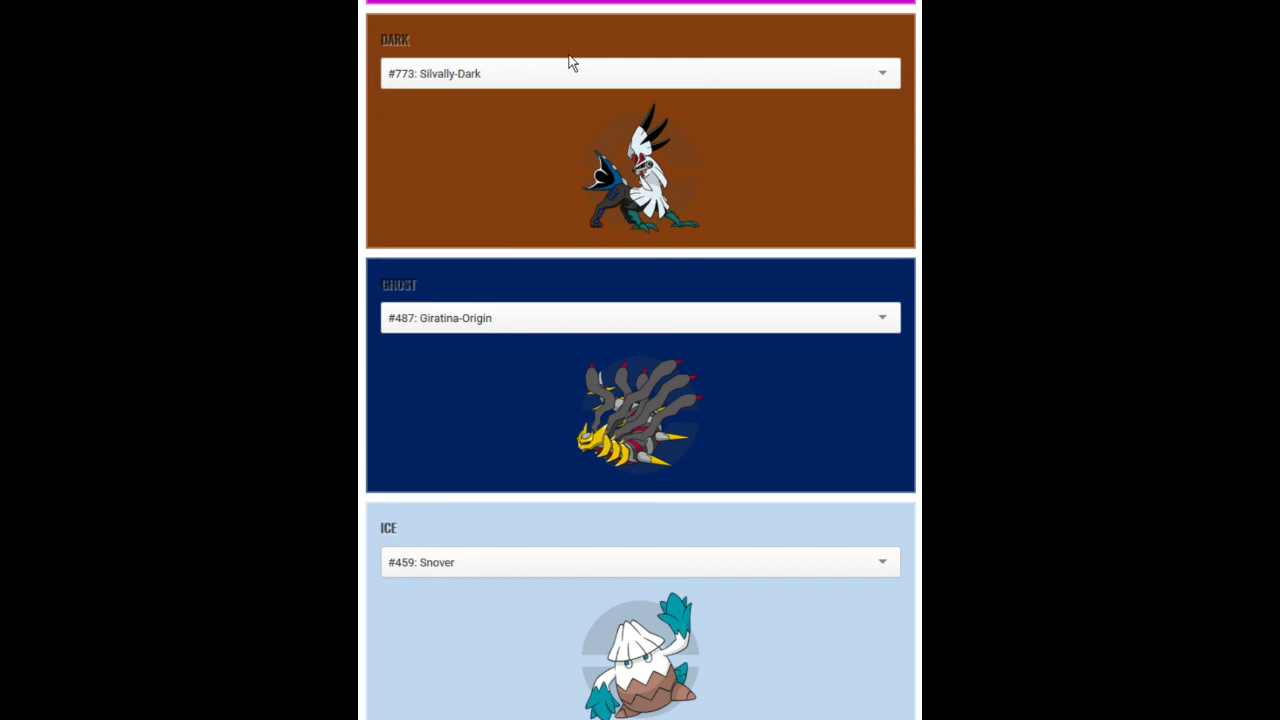 DARK
#773: Silvally-Dark
GHOST
#487: Giratina-Origin
ICE
#459: Snover